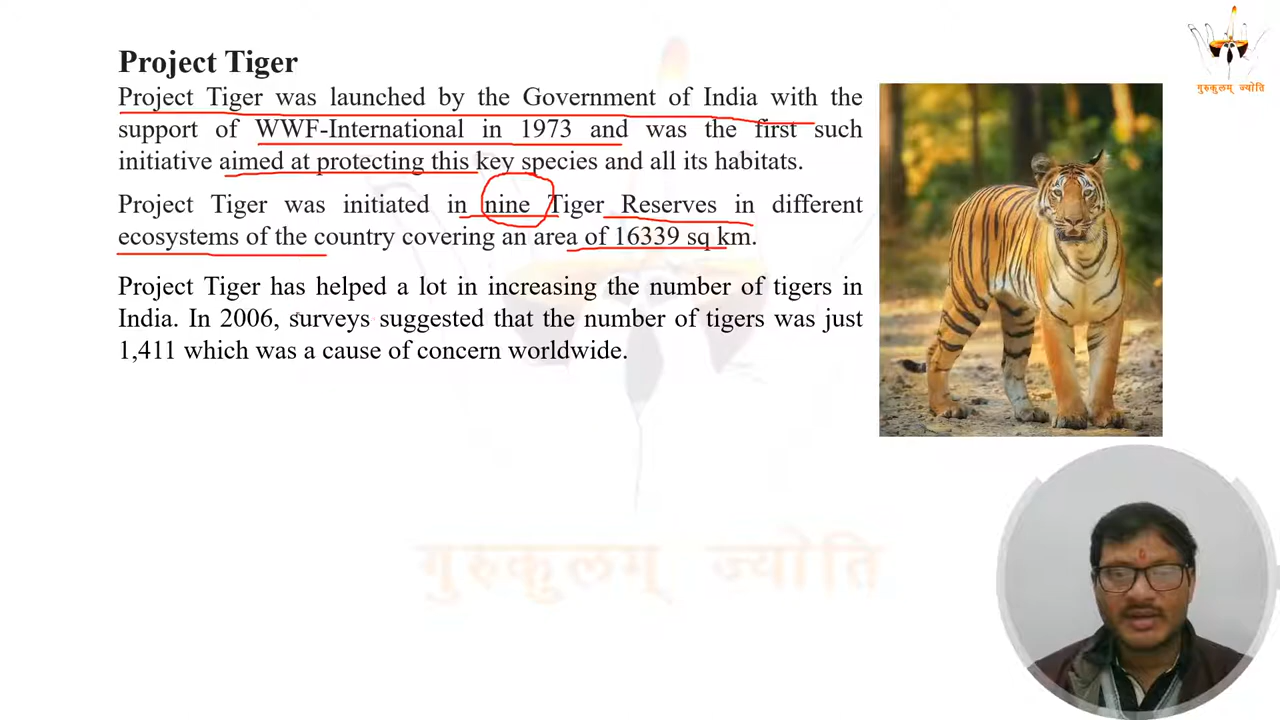 Project Tiger
Project Tiger was launched by the Government of India with the
support of WWF-International in 1973 and was the first such
initiative aimed at protecting this key species and all its habitats.
Project Tiger was initiated in nine Tiger Reserves in different
ecosystems of the country covering an area of 16339 sq km.
Project Tiger has helped a lot in increasing the number of tigers in
India. In 2006, surveys suggested that the number of tigers was just
1,411 which was a cause of concern worldwide.
गुरुकुलम् ज्योति
गुरुकुलम् ज्योति